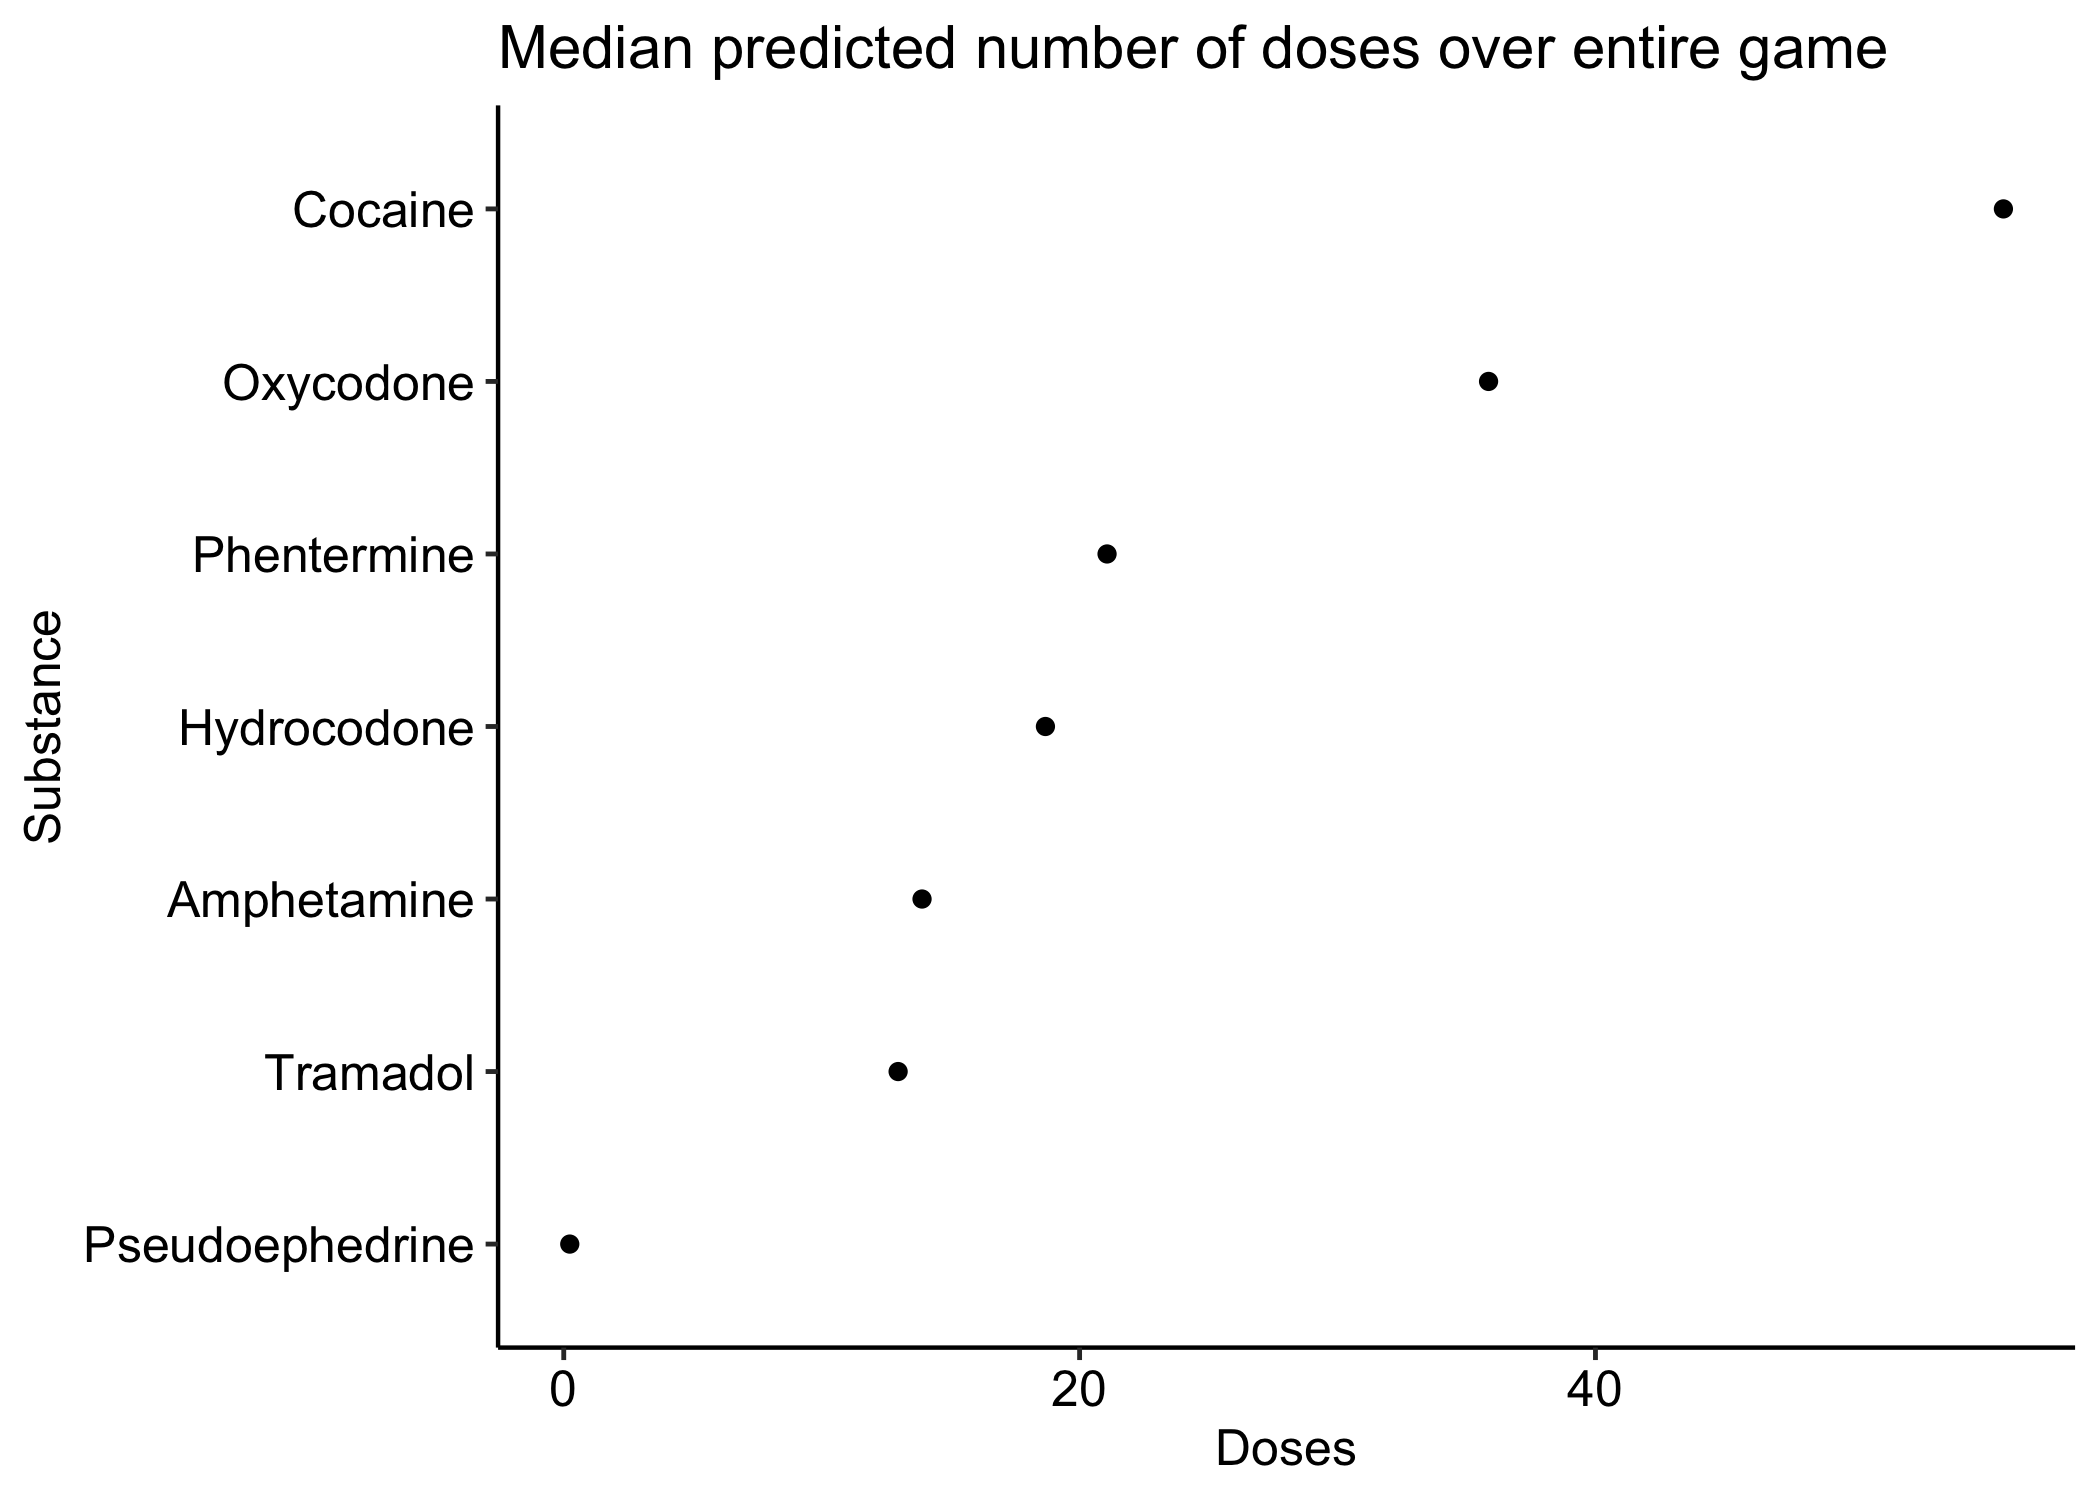 Median predicted number of doses over entire game
Substance
Cocaine
Oxycodone
Phentermine
Hydrocodone
Amphetamine
Tramadol
Pseudoephedrine
0 20 40
Doses